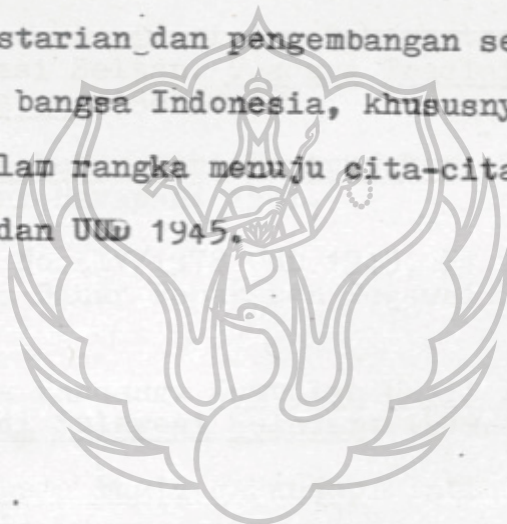 starian dan pengembangan se
bangsa Indonesia, khususny
lam rangka menuju cita-cita
dan UUD 1945.